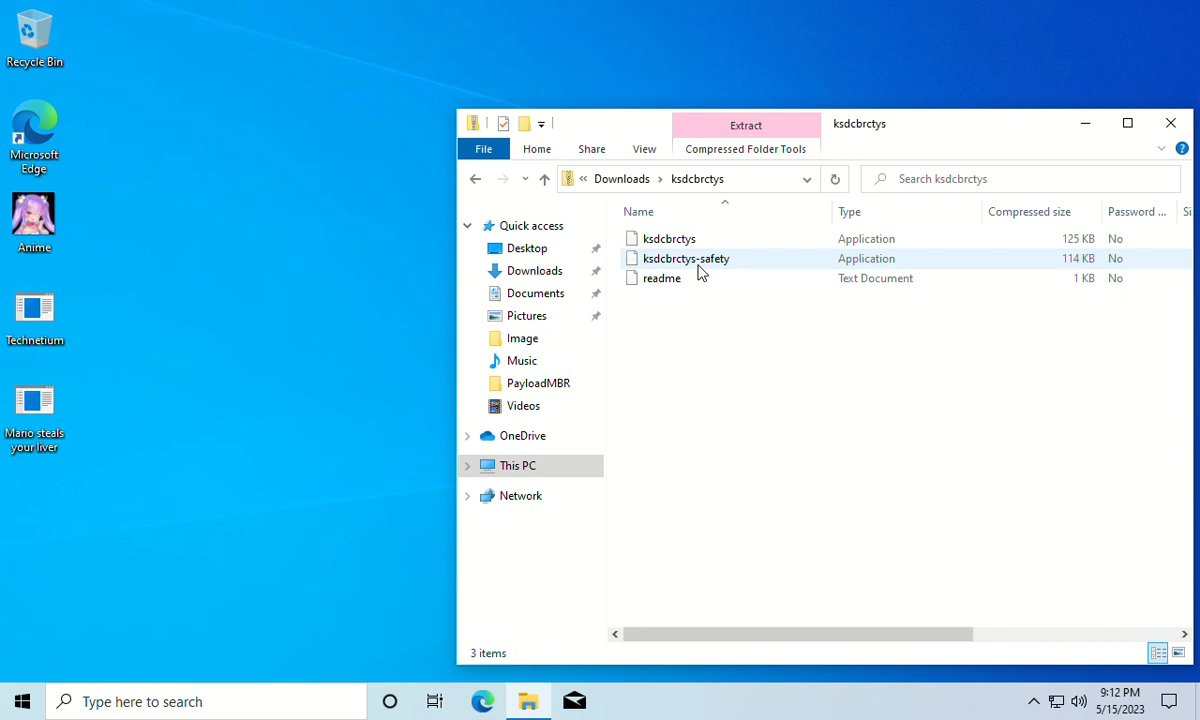 Recycle Bin
Microsoft
Edge
Anime
Technetium
Mario steals
your liver
Extract
ksdcbrctys
File
Home
Share
View
Compressed Folder Tools
« Downloads > ksdcbrctys
Search ksdcbrctys
Name
Type
Compressed size
Password ...
Si
ksdcbrctys
Application
125 KB
No
ksdcbrctys-safety
Application
114 KB
No
readme
Text Document
1 KB
No
Quick access
Desktop
Downloads
Documents
Pictures
Image
Music
PayloadMBR
Videos
OneDrive
This PC
Network
3 items
Type here to search
9:12 PM
5/15/2023